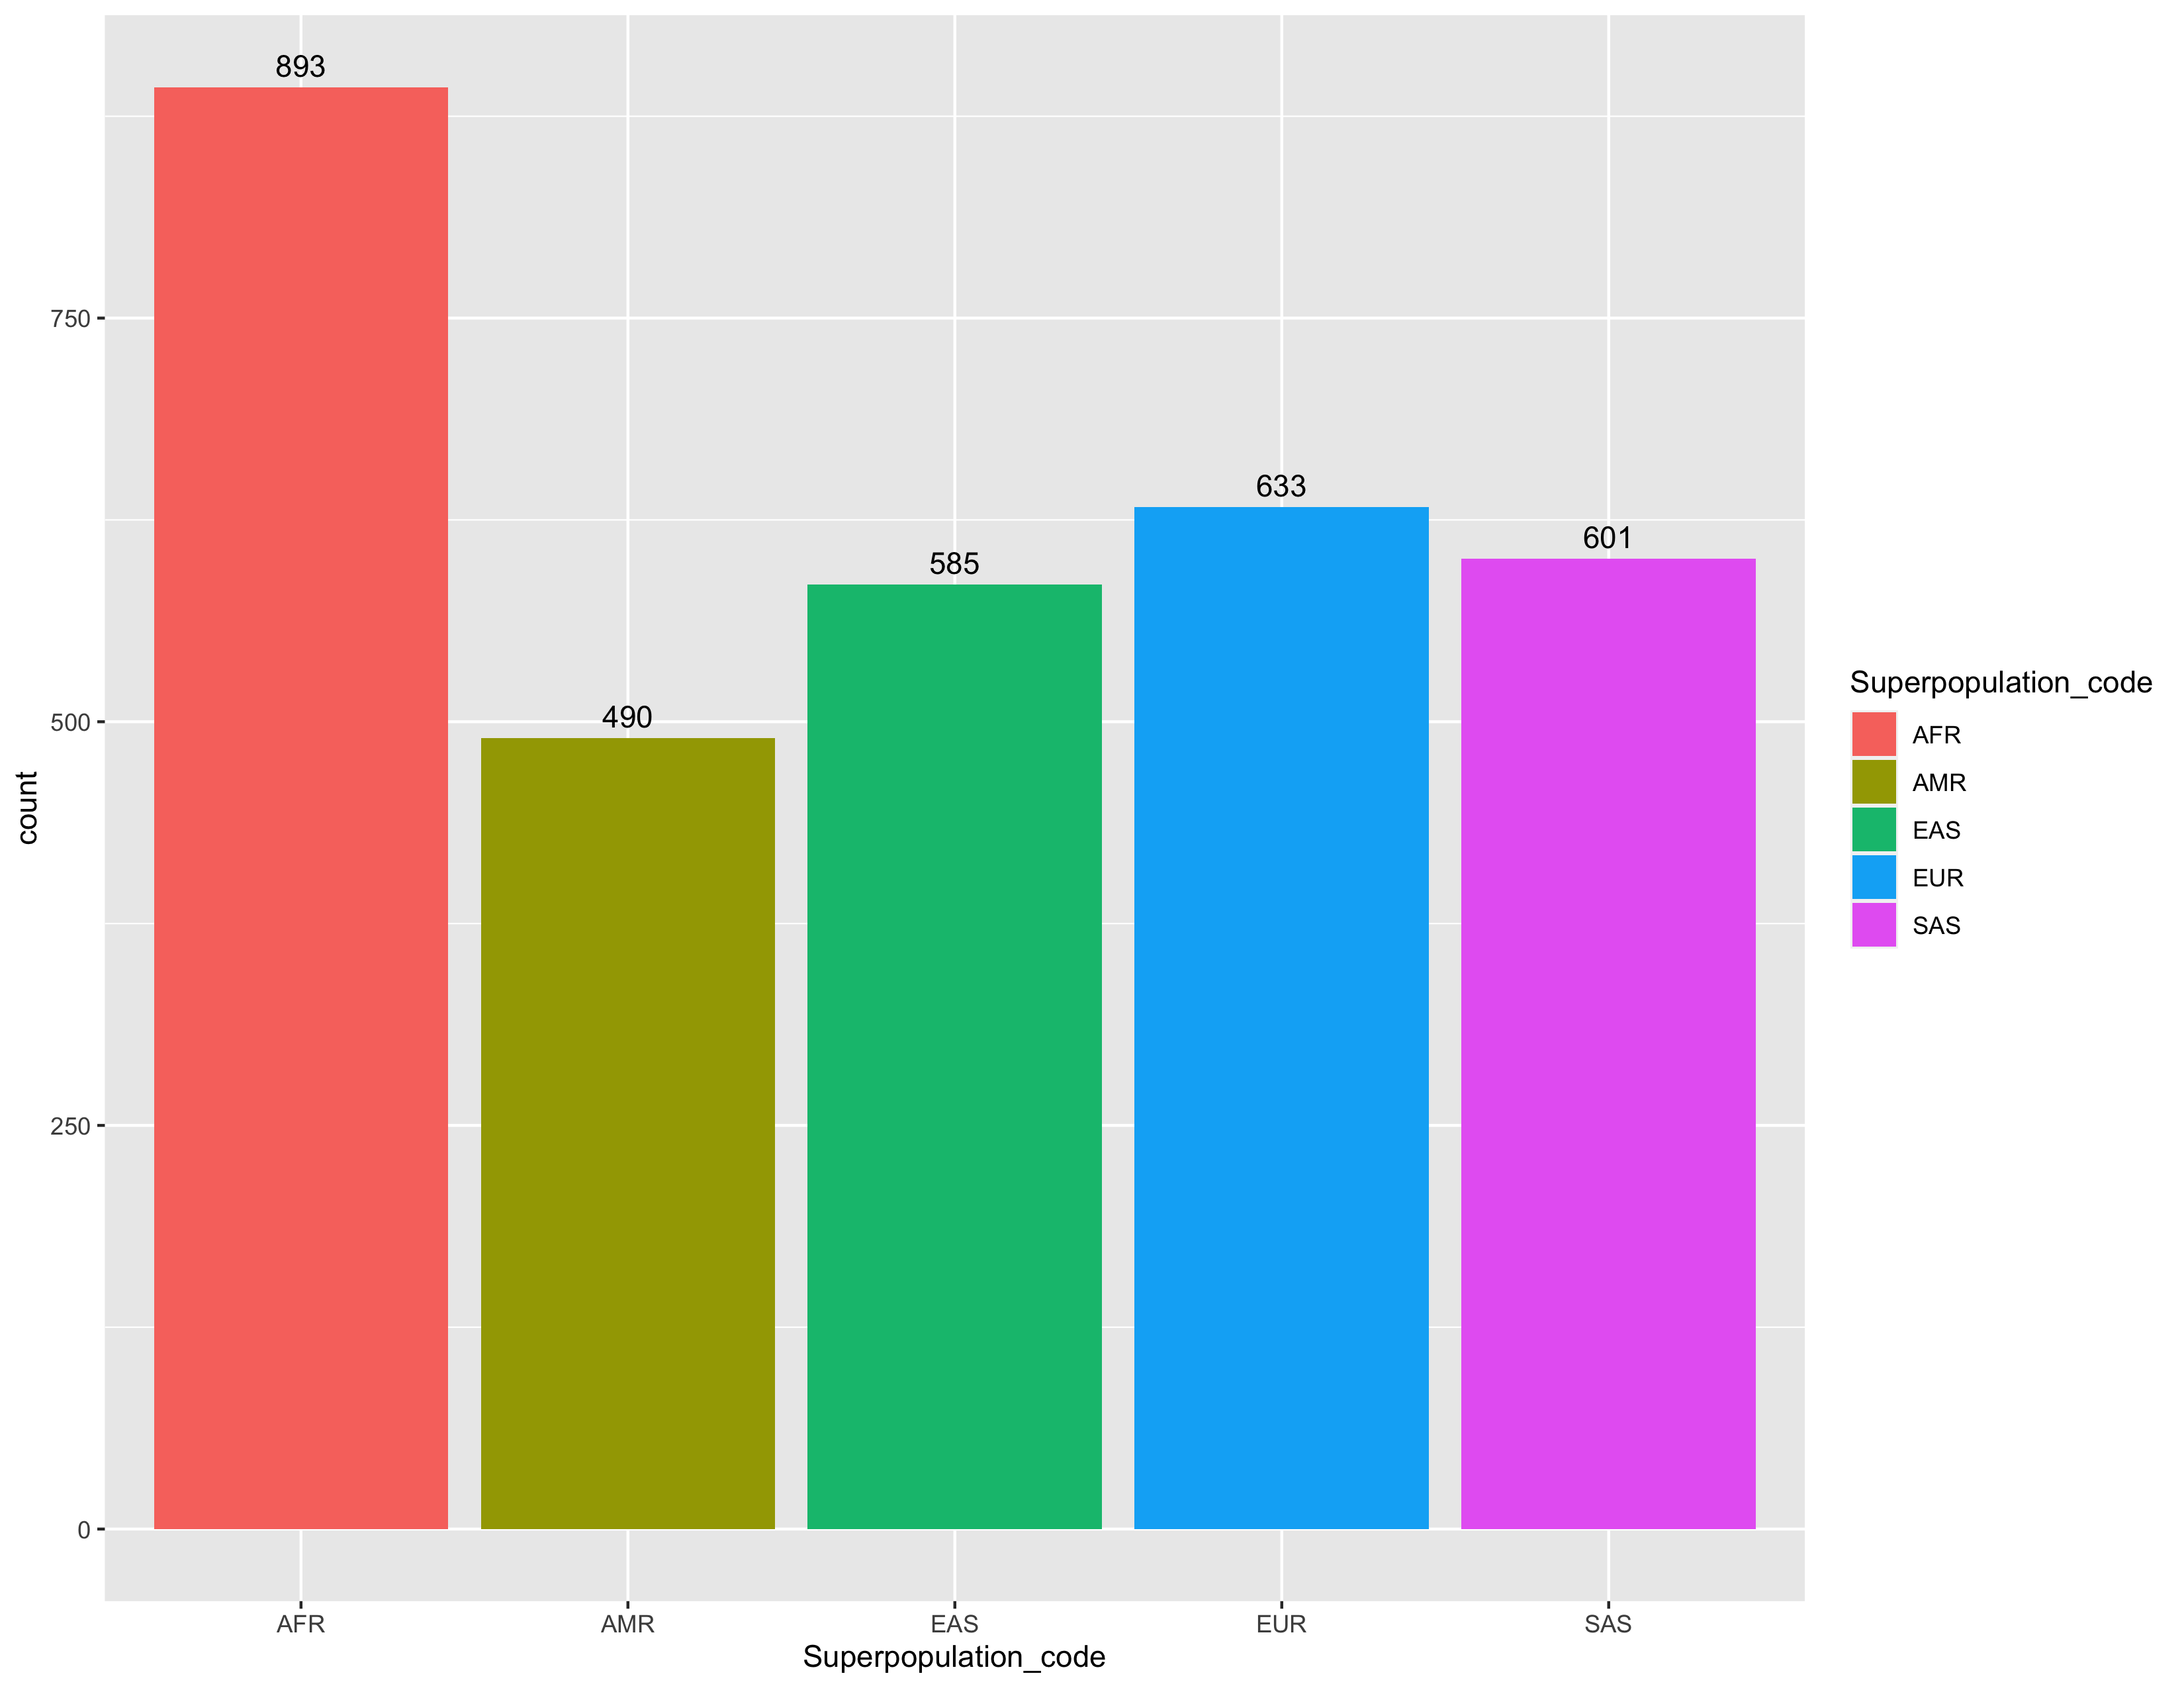 893
490
585
633
601
750
500
250
0
count
AFR
AMR
EAS
EUR
SAS
Superpopulation_code
Superpopulation_code
AFR
AMR
EAS
EUR
SAS